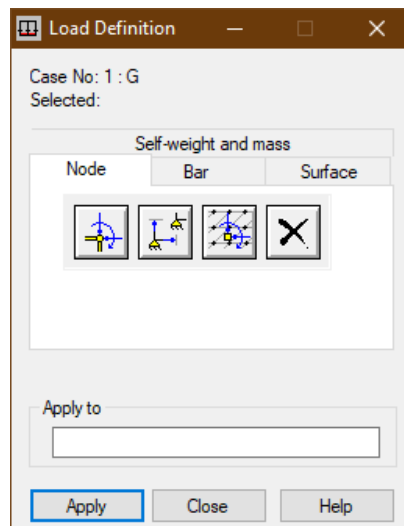 Load Definition
Case No: 1 : G
Selected:
Self-weight and mass
Node Bar Surface
Apply to
Apply Close Help